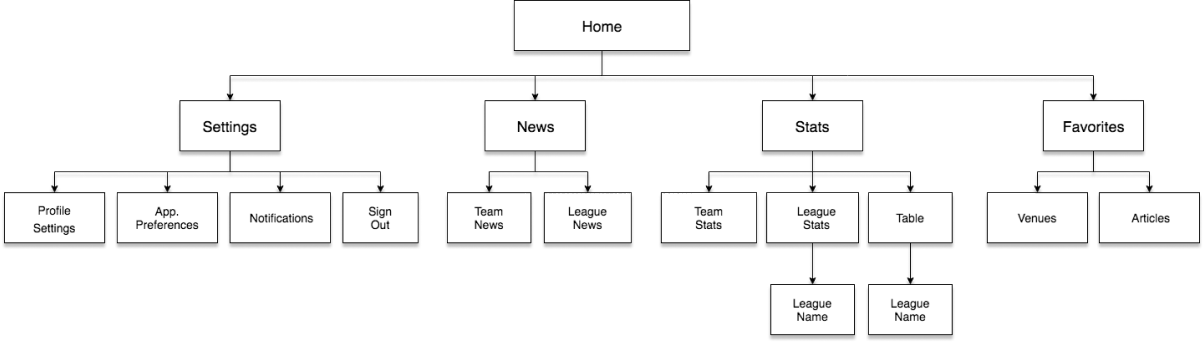 Home
Settings
News
Stats
Favorites
Profile
Settings
App.
Preferences
Notifications
Sign
Out
Team
News
League
News
Team
Stats
League
Stats
Table
Venues
Articles
League
Name
League
Name